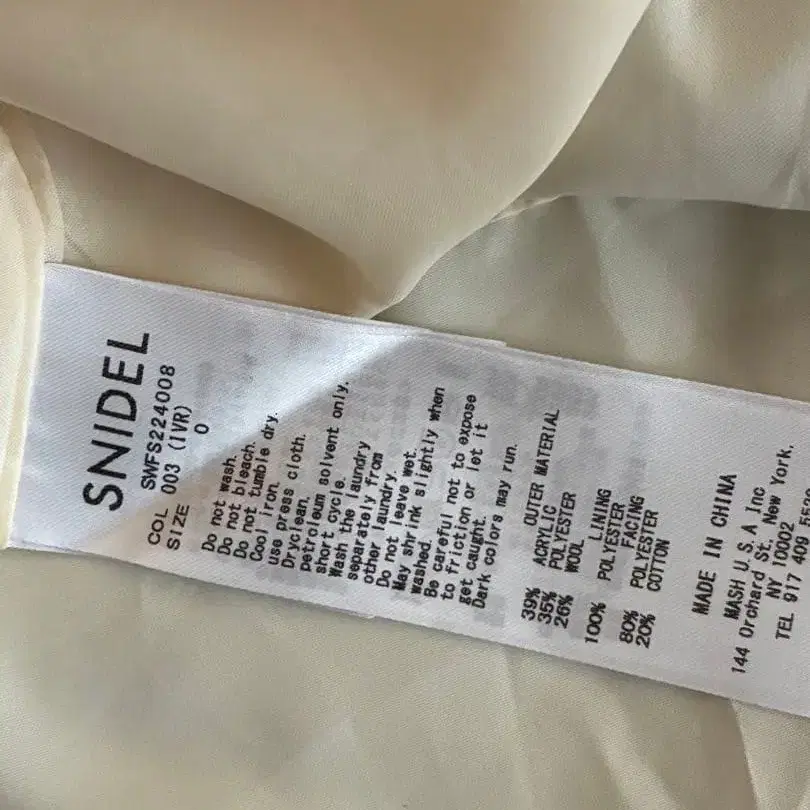 SNIDEL
SWFS224008
COL 003 (IVR)
SIZE 0
Do not wash.
Do not bleach.
Do not tumble dry.
Cool iron.
use press cloth.
Dryclean.
petroleum solvent only.
short cycle.
Wash the laundry
separately from
other laundry.
Do not leave wet.
May shrink slightly when
washed.
Be careful not to expose
to friction or let it
get caught.
Dark colors may run.
OUTER MATERIAL
39% ACRYLIC
35% POLYESTER
26% WOOL
LINING
100% POLYESTER
FACING
80% POLYESTER
20% COTTON
MADE IN CHINA
MASH U.S.A Inc
144 Orchard St. New York,
NY 10002
TEL 917 409